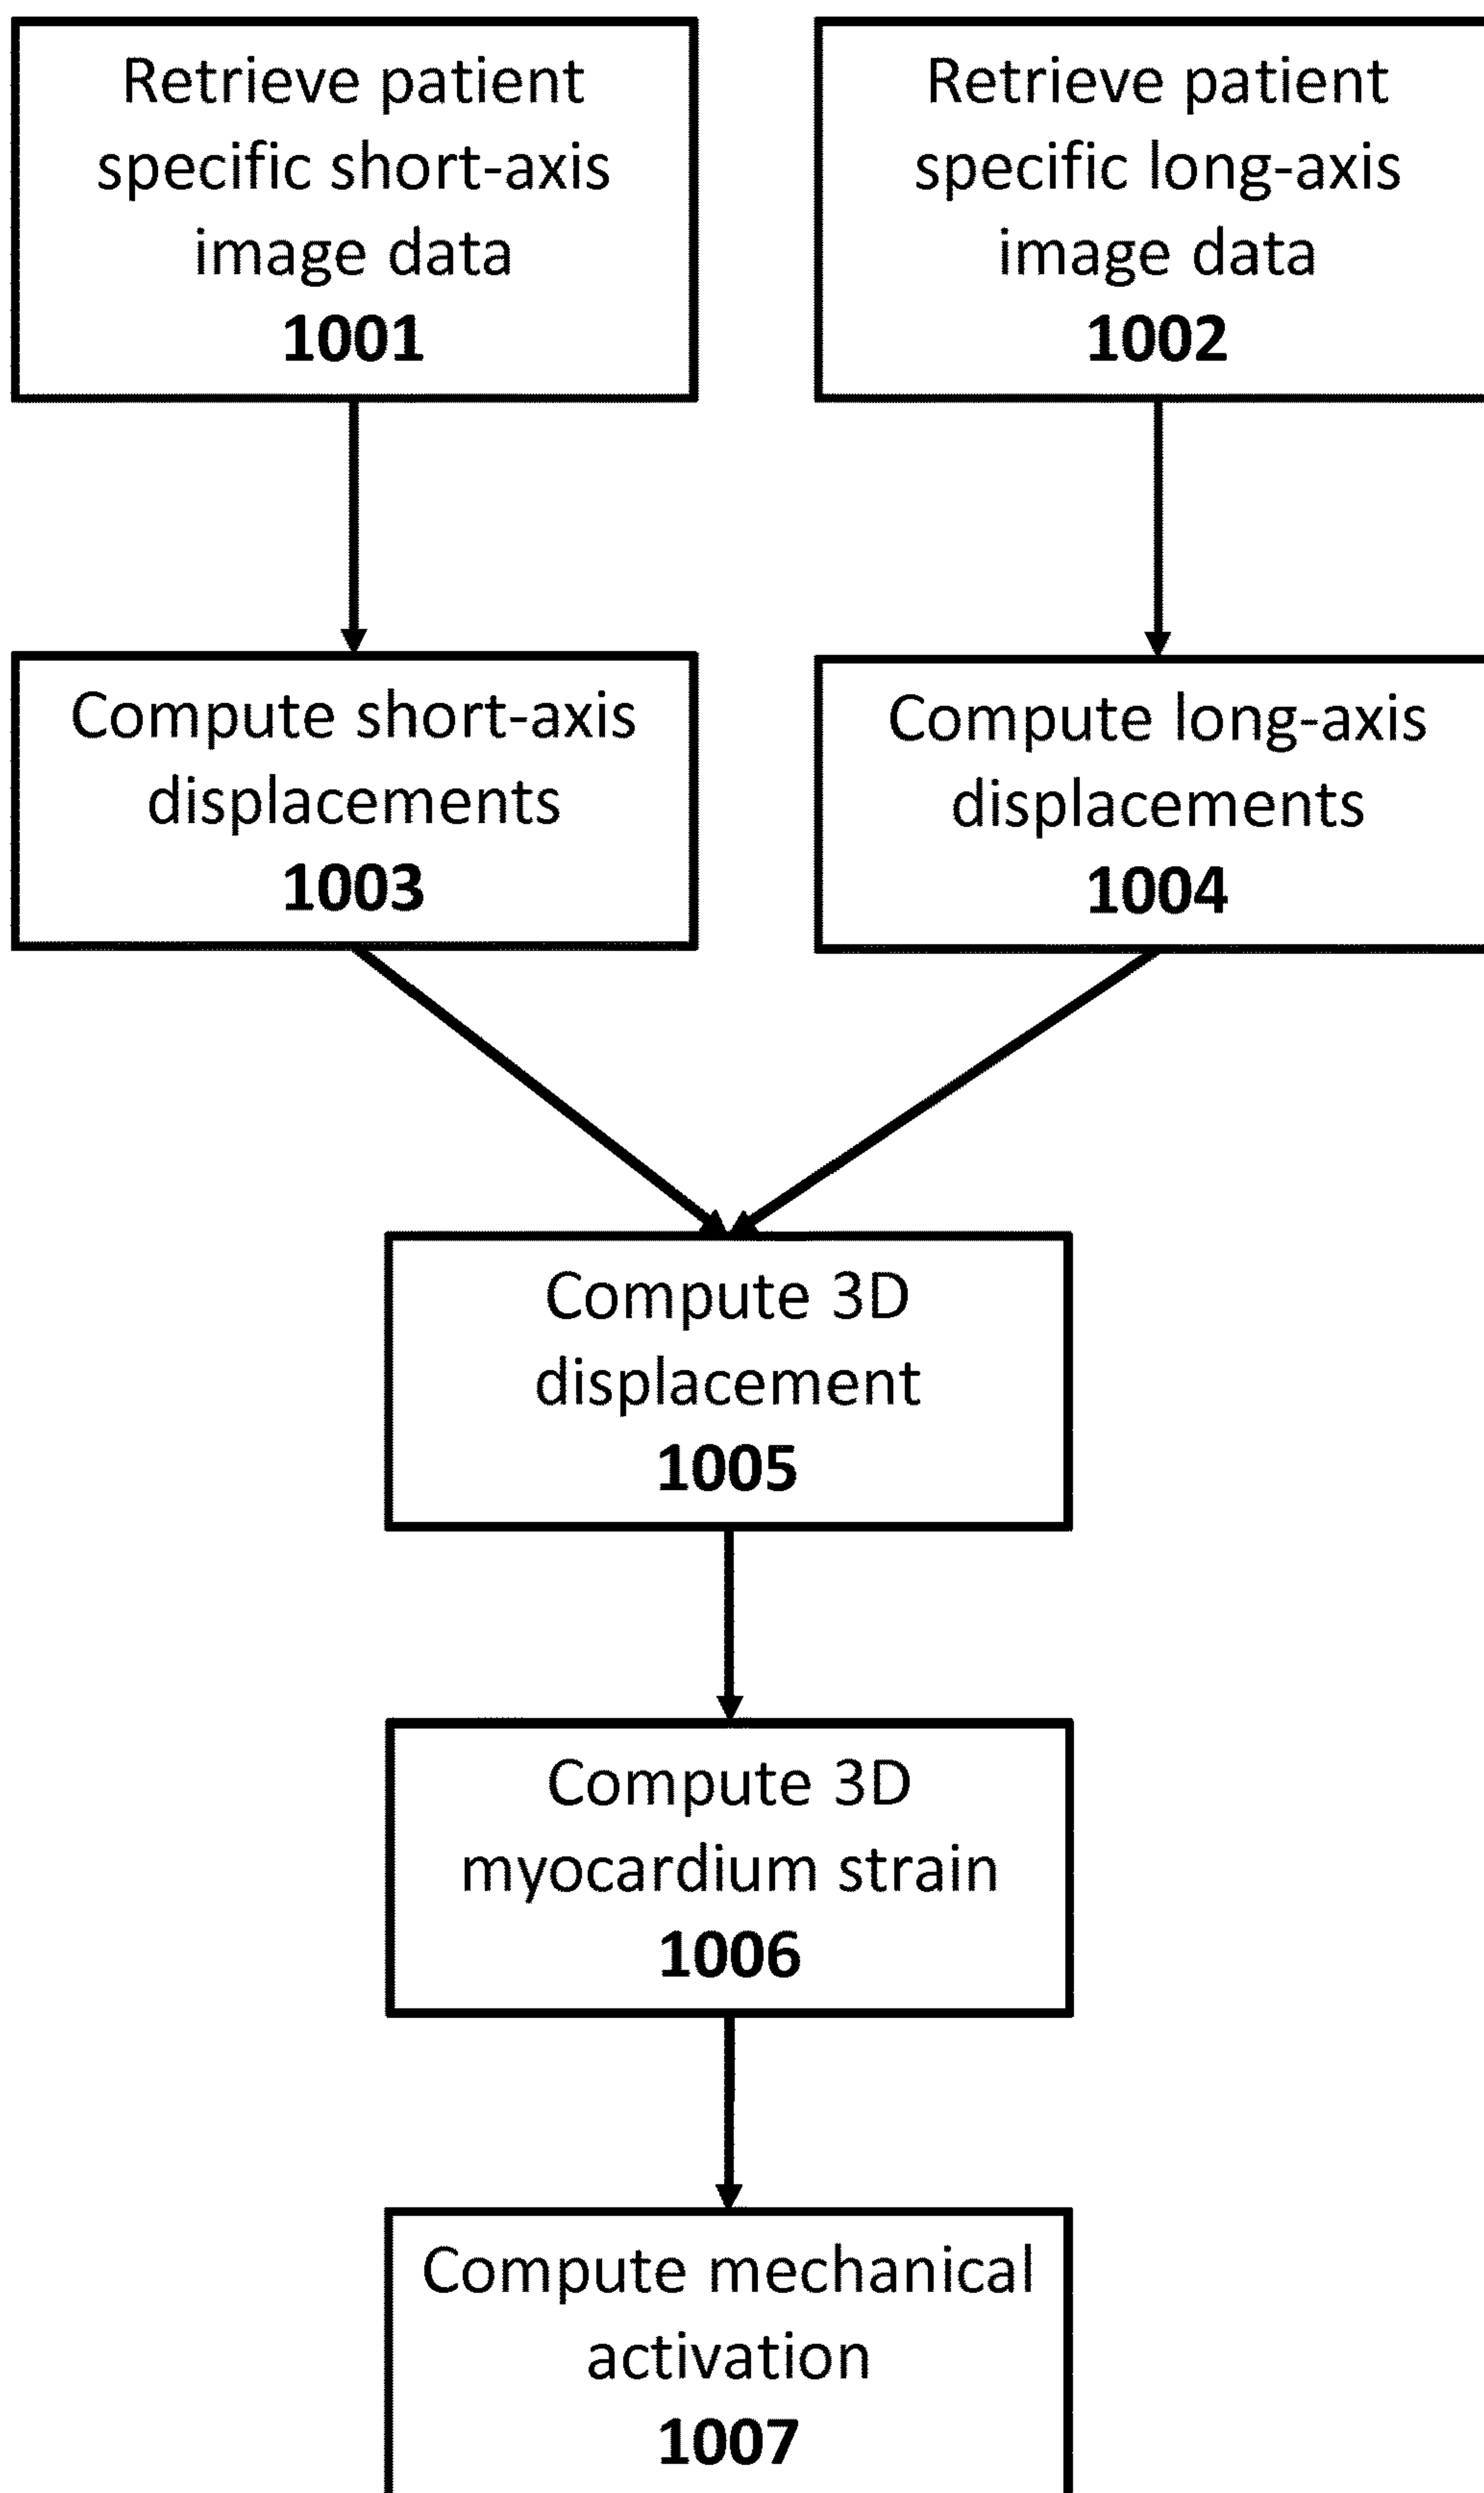 Retrieve patient
specific short-axis
image data
1001
Retrieve patient
specific long-axis
image data
1002
Compute short-axis
displacements
1003
Compute long-axis
displacements
1004
Compute 3D
displacement
1005
Compute 3D
myocardium strain
1006
Compute mechanical
activation
1007